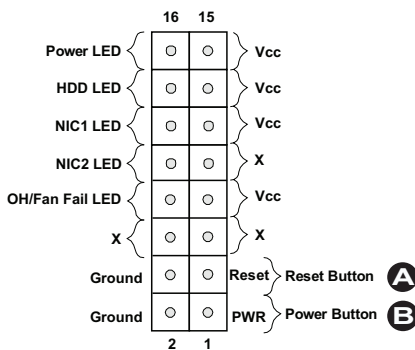 16 15
Power LED Vcc
HDD LED Vcc
NIC1 LED Vcc
NIC2 LED X
OH/Fan Fail LED Vcc
X X
Ground Reset Reset Button A
Ground PWR Power Button B
2 1